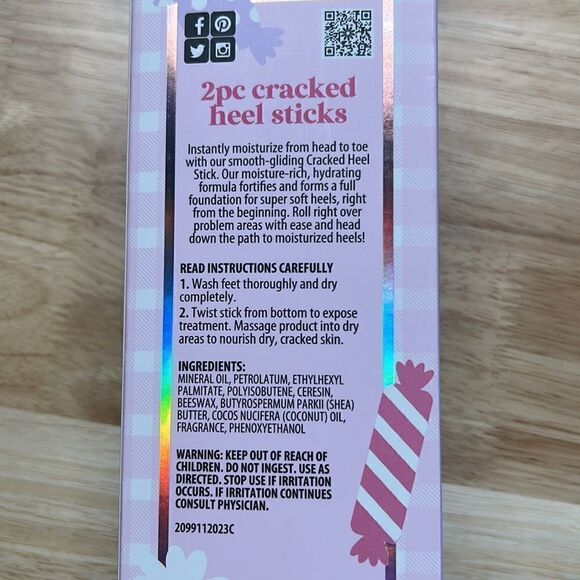 2pc cracked
heel sticks
Instantly moisturize from head to toe
with our smooth-gliding Cracked Heel
Stick. Our moisture-rich, hydrating
formula fortifies and forms a full
foundation for super soft heels, right
from the beginning. Roll right over
problem areas with ease and head
down the path to moisturized heels!
READ INSTRUCTIONS CAREFULLY
1. Wash feet thoroughly and dry
completely.
2. Twist stick from bottom to expose
treatment. Massage product into dry
areas to nourish dry, cracked skin.
INGREDIENTS:
MINERAL OIL, PETROLATUM, ETHYLHEXYL
PALMITATE, POLYISOBUTENE, CERESIN,
BEESWAX, BUTYROSPERMUM PARKII (SHEA)
BUTTER, COCOS NUCIFERA (COCONUT) OIL,
FRAGRANCE, PHENOXYETHANOL
WARNING: KEEP OUT OF REACH OF
CHILDREN. DO NOT INGEST. USE AS
DIRECTED. STOP USE IF IRRITATION
OCCURS. IF IRRITATION CONTINUES
CONSULT PHYSICIAN.
2099112023C